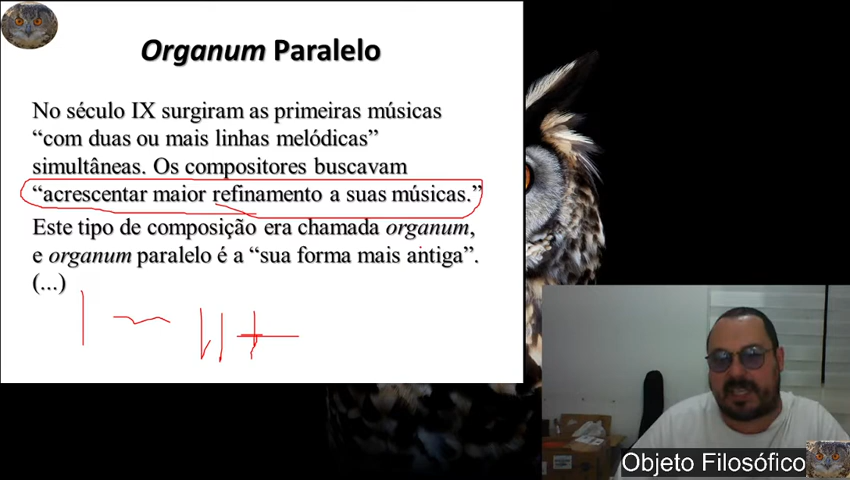 Organum Paralelo
No século IX surgiram as primeiras músicas
“com duas ou mais linhas melódicas”
simultâneas. Os compositores buscavam
“acrescentar maior refinamento a suas músicas.”
Este tipo de composição era chamada organum,
e organum paralelo é a “sua forma mais antiga”.
(...)
Objeto Filosófico